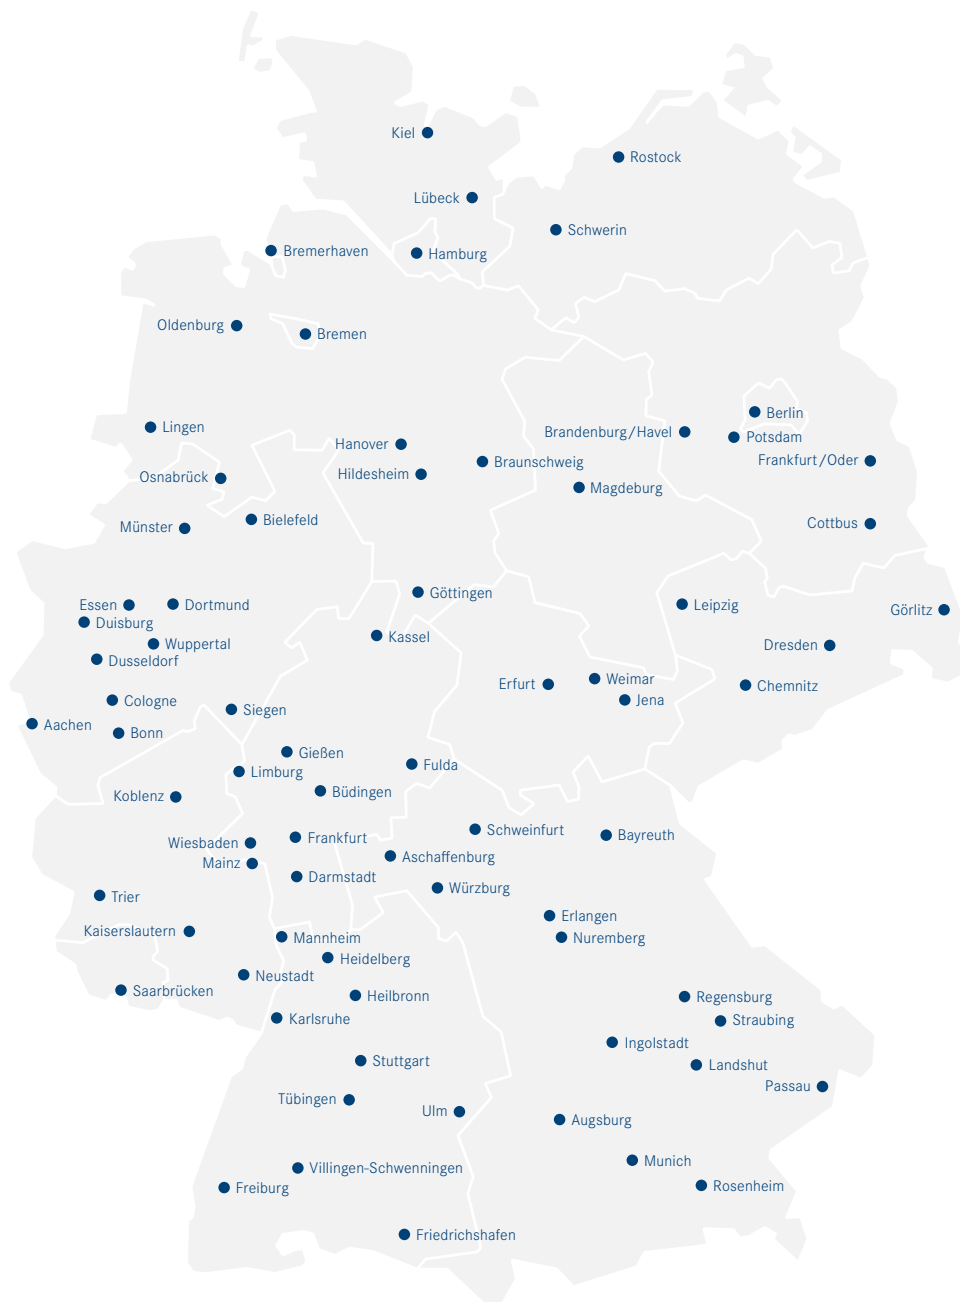 Kiel
Rostock
Lübeck
Schwerin
Bremerhaven
Hamburg
Oldenburg
Bremen
Berlin
Lingen
Brandenburg/Havel
Potsdam
Hanover
Frankfurt/Oder
Braunschweig
Hildesheim
Osnabrück
Magdeburg
Bielefeld
Cottbus
Münster
Göttingen
Essen
Dortmund
Leipzig
Görlitz
Duisburg
Kassel
Wuppertal
Dresden
Dusseldorf
Weimar
Erfurt
Chemnitz
Cologne
Jena
Siegen
Aachen
Bonn
Gießen
Fulda
Limburg
Büdingen
Koblenz
Schweinfurt
Bayreuth
Frankfurt
Wiesbaden
Aschaffenburg
Mainz
Darmstadt
Würzburg
Trier
Erlangen
Kaiserslautern
Mannheim
Nuremberg
Heidelberg
Neustadt
Saarbrücken
Heilbronn
Regensburg
Karlsruhe
Straubing
Ingolstadt
Stuttgart
Landshut
Passau
Tübingen
Ulm
Augsburg
Munich
Villingen-Schwenningen
Freiburg
Rosenheim
Friedrichshafen